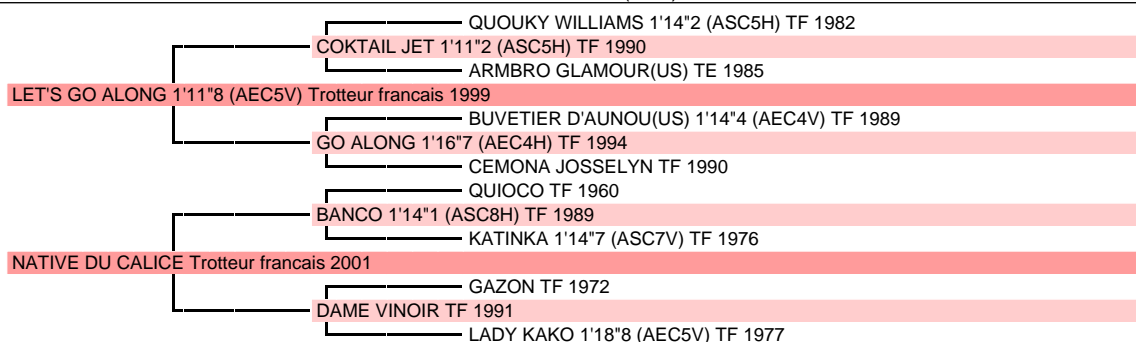 QUOUKY WILLIAMS 1'14"2 (ASC5H) TF 1982
COKTAIL JET 1'11"2 (ASC5H) TF 1990
ARMBRO GLAMOUR(US) TE 1985
LET'S GO ALONG 1'11"8 (AEC5V) Trotteur francais 1999
BUVETIER D'AUNOU(US) 1'14"4 (AEC4V) TF 1989
GO ALONG 1'16"7 (AEC4H) TF 1994
CEMONA JOSSELYN TF 1990
QUIOCO TF 1960
BANCO 1'14"1 (ASC8H) TF 1989
KATINKA 1'14"7 (ASC7V) TF 1976
NATIVE DU CALICE Trotteur francais 2001
GAZON TF 1972
DAME VINOIR TF 1991
LADY KAKO 1'18"8 (AEC5V) TF 1977